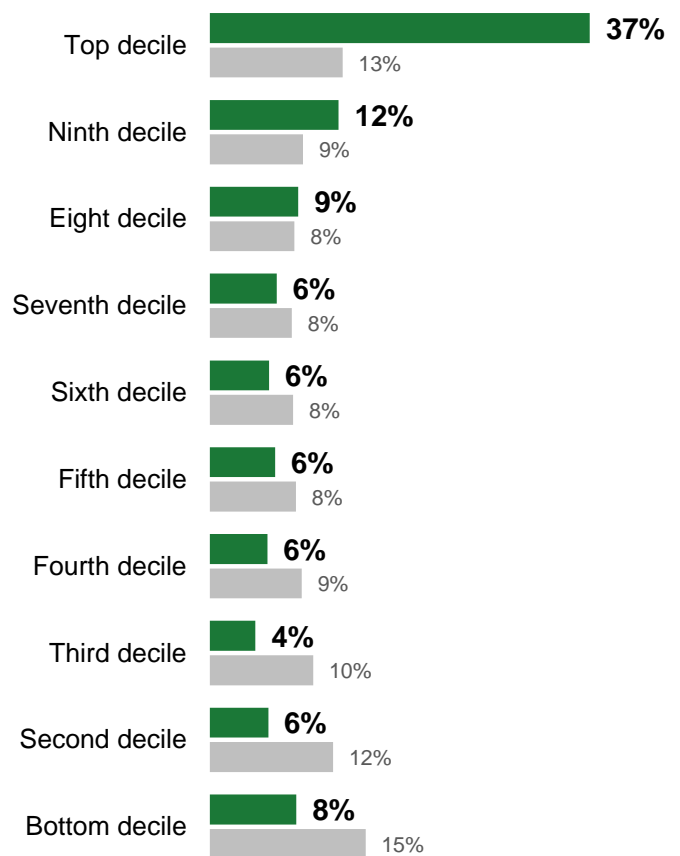 Top decile
37%
13%
Ninth decile
12%
9%
Eight decile
9%
8%
Seventh decile
6%
8%
Sixth decile
6%
8%
Fifth decile
6%
8%
Fourth decile
6%
9%
Third decile
4%
10%
Second decile
6%
12%
Bottom decile
8%
15%